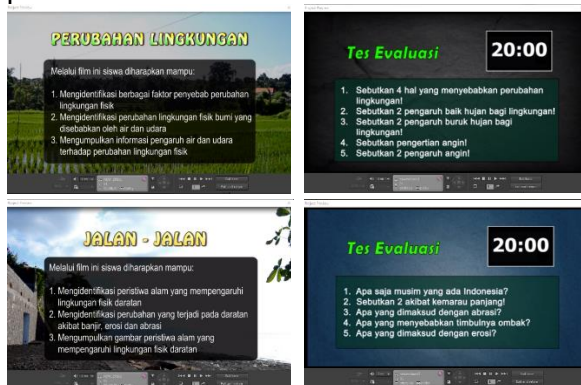 PERUBAHAN LINGKUNGAN
Melalui film ini siswa diharapkan mampu:
1. Mengidentifikasi berbagai faktor penyebab perubahan
lingkungan fisik
2. Mengidentifikasi perubahan lingkungan fisik bumi yang
disebabkan oleh air dan udara
3. Mengumpulkan informasi pengaruh air dan udara
terhadap perubahan lingkungan fisik
Tes Evaluasi
20:00
1. Sebutkan 4 hal yang menyebabkan perubahan
lingkungan!
2. Sebutkan 2 pengaruh baik hujan bagi lingkungan!
3. Sebutkan 2 pengaruh buruk hujan bagi
lingkungan!
4. Sebutkan pengertian angin!
5. Sebutkan 2 pengaruh angin!
JALAN - JALAN
Melalui film ini siswa diharapkan mampu:
1. Mengidentifikasi peristiwa alam yang mempengaruhi
lingkungan fisik daratan
2. Mengidentifikasi perubahan yang terjadi pada daratan
akibat banjir, erosi dan abrasi
3. Mengumpulkan gambar peristiwa alam yang
mempengaruhi lingkungan fisik daratan
Tes Evaluasi
20:00
1. Apa saja musim yang ada Indonesia?
2. Sebutkan 2 akibat kemarau panjang!
3. Apa yang dimaksud dengan abrasi?
4. Apa yang menyebabkan timbulnya ombak?
5. Apa yang dimaksud dengan erosi?